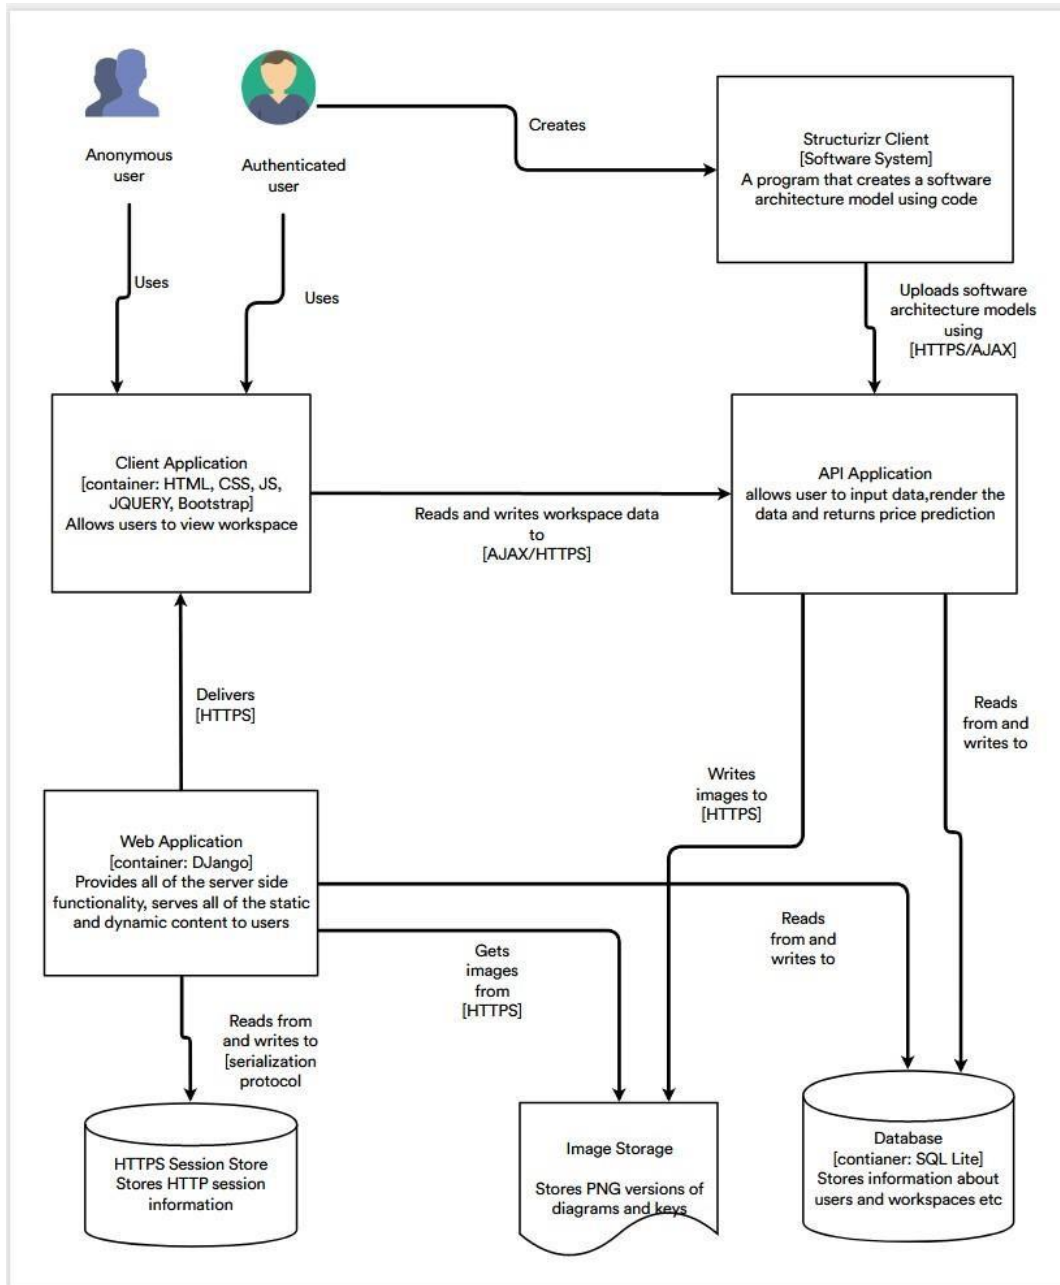 Anonymous
user
Authenticated
user
Creates
Structurizr Client
[Software System]
A program that creates a software
architecture model using code
Uses
Uses
Uploads software
architecture models
using
[HTTPS/AJAX]
Client Application
[container: HTML, CSS, JS,
JQUERY, Bootstrap]
Allows users to view workspace
Reads and writes workspace data
to
[AJAX/HTTPS]
API Application
allows user to input data,render the
data and returns price prediction
Delivers
[HTTPS]
Reads
from and
writes to
Writes
images to
[HTTPS]
Web Application
[container: DJango]
Provides all of the server side
functionality, serves all of the static
and dynamic content to users
Reads
from and
writes to
Gets
images
from
[HTTPS]
Reads from
and writes to
[serialization
protocol
HTTPS Session Store
Stores HTTP session
information
Image Storage
Stores PNG versions of
diagrams and keys
Database
[contianer: SQL Lite]
Stores information about
users and workspaces etc